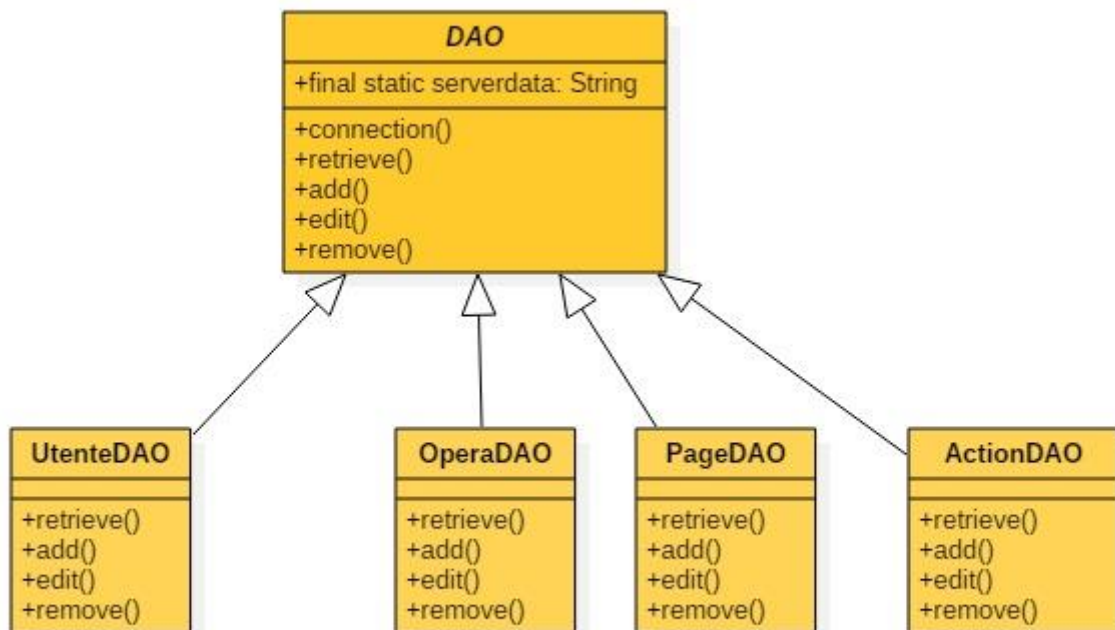 DAO
+final static serverdata: String
+connection()
+retrieve()
+add()
+edit()
+remove()
UtenteDAO
+retrieve()
+add()
+edit()
+remove()
OperaDAO
+retrieve()
+add()
+edit()
+remove()
PageDAO
+retrieve()
+add()
+edit()
+remove()
ActionDAO
+retrieve()
+add()
+edit()
+remove()